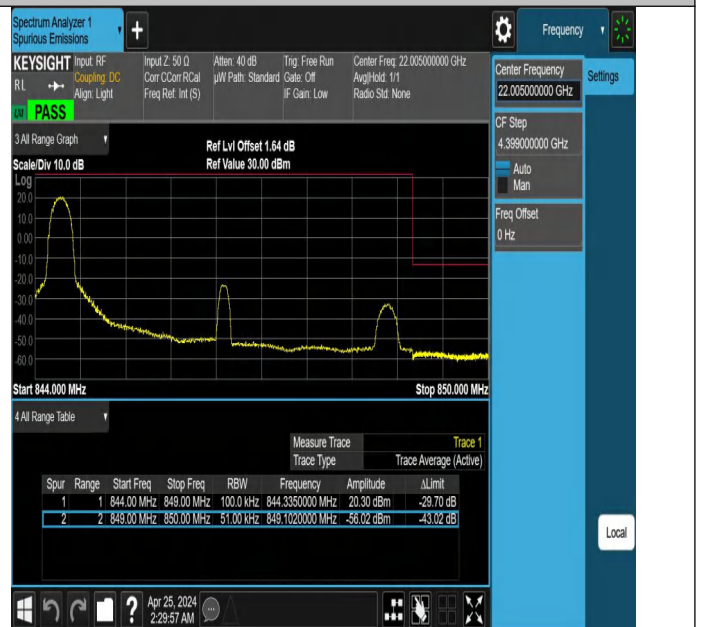 Spectrum Analyzer 1
Spurious Emissions
+
Frequency
KEYSIGHT
RL
Input: RF
Coupling: DC
Align: Light
Input Z: 50 Ω
Corr CCorr RCal
Freq Ref: Int (S)
Atten: 40 dB
µW Path: Standard
Trig: Free Run
Gate: Off
IF Gain: Low
Center Freq: 22.005000000 GHz
Avg|Hold: 1/1
Radio Std: None
PASS
Center Frequency
22.005000000 GHz
Settings
CF Step
4.399000000 GHz
Auto
Man
Freq Offset
0 Hz
3 All Range Graph
Scale/Div 10.0 dB
Ref Lvl Offset 1.64 dB
Ref Value 30.00 dBm
Log
20.0
10.0
0.00
-10.0
-20.0
-30.0
-40.0
-50.0
-60.0
Start 844.000 MHz
Stop 850.000 MHz
4 All Range Table
Measure Trace Trace 1
Trace Type Trace Average (Active)
Spur Range Start Freq Stop Freq RBW Frequency Amplitude ΔLimit
1 1 844.00 MHz 849.00 MHz 100.0 kHz 844.3350000 MHz 20.30 dBm -29.70 dB
2 2 849.00 MHz 850.00 MHz 51.00 kHz 849.1020000 MHz -56.02 dBm -43.02 dB
Local
?
Apr 25, 2024
2:29:57 AM